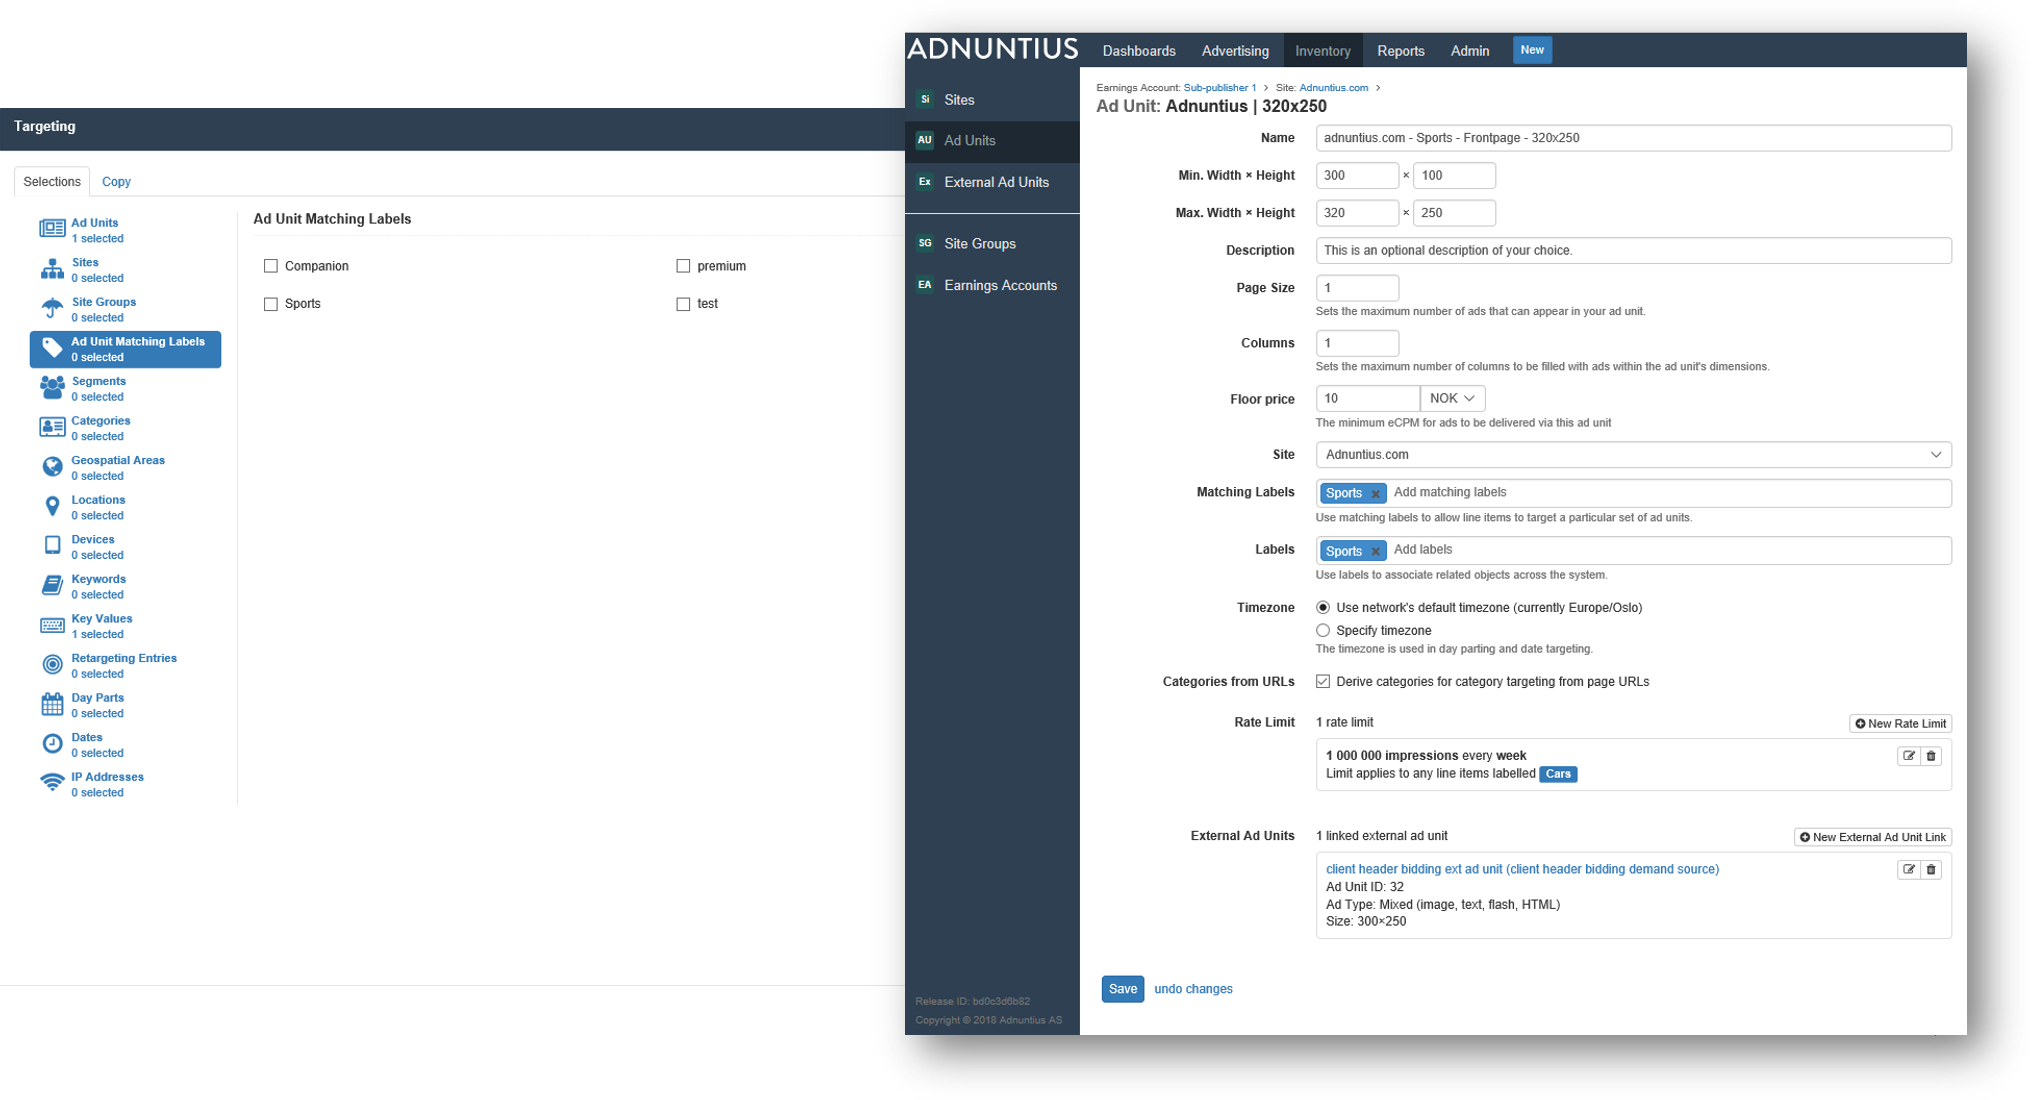 Targeting
Selections
Copy
Ad Units
1 selected
Sites
0 selected
Site Groups
0 selected
Ad Unit Matching Labels
0 selected
Segments
0 selected
Categories
0 selected
Geospatial Areas
0 selected
Locations
0 selected
Devices
0 selected
Keywords
0 selected
Key Values
1 selected
Retargeting Entries
0 selected
Day Parts
0 selected
Dates
0 selected
IP Addresses
0 selected
Ad Unit Matching Labels
Companion
premium
Sports
test
ADNUNTIUS
Dashboards
Advertising
Inventory
Reports
Admin
New
Si Sites
AU Ad Units
Ex External Ad Units
SG Site Groups
EA Earnings Accounts
Release ID: bd0c3d6b82
Copyright © 2018 Adnuntius AS
Earnings Account: Sub-publisher 1 > Site: Adnuntius.com >
Ad Unit: Adnuntius | 320x250
Name adnuntius.com - Sports - Frontpage - 320x250
Min. Width × Height 300 × 100
Max. Width × Height 320 × 250
Description This is an optional description of your choice.
Page Size 1
Sets the maximum number of ads that can appear in your ad unit.
Columns 1
Sets the maximum number of columns to be filled with ads within the ad unit's dimensions.
Floor price 10 NOK
The minimum eCPM for ads to be delivered via this ad unit
Site Adnuntius.com
Matching Labels Sports × Add matching labels
Use matching labels to allow line items to target a particular set of ad units.
Labels Sports × Add labels
Use labels to associate related objects across the system.
Timezone Use network's default timezone (currently Europe/Oslo)
Specify timezone
The timezone is used in day parting and date targeting.
Categories from URLs Derive categories for category targeting from page URLs
Rate Limit 1 rate limit New Rate Limit
1 000 000 impressions every week
Limit applies to any line items labelled Cars
External Ad Units 1 linked external ad unit New External Ad Unit Link
client header bidding ext ad unit (client header bidding demand source)
Ad Unit ID: 32
Ad Type: Mixed (image, text, flash, HTML)
Size: 300×250
Save undo changes